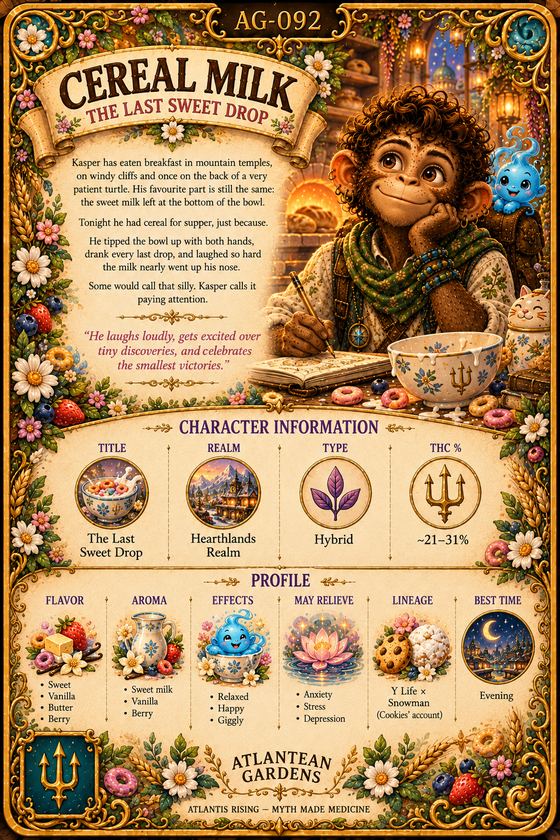 AG-092
CEREAL MILK
THE LAST SWEET DROP
Kasper has eaten breakfast in mountain temples,
on windy cliffs and once on the back of a very
patient turtle. His favourite part is still the same:
the sweet milk left at the bottom of the bowl.
Tonight he had cereal for supper, just because.
He tipped the bowl up with both hands,
drank every last drop, and laughed so hard
the milk nearly went up his nose.
Some would call that silly. Kasper calls it
paying attention.
“He laughs loudly, gets excited over
tiny discoveries, and celebrates
the smallest victories.”
CHARACTER INFORMATION
TITLE
The Last
Sweet Drop
REALM
Hearthlands
Realm
TYPE
Hybrid
THC %
~21–31%
PROFILE
FLAVOR
• Sweet
• Vanilla
• Butter
• Berry
AROMA
• Sweet milk
• Vanilla
• Berry
EFFECTS
• Relaxed
• Happy
• Giggly
MAY RELIEVE
• Anxiety
• Stress
• Depression
LINEAGE
Y Life ×
Snowman
(Cookies' account)
BEST TIME
Evening
ATLANTEAN
GARDENS
ATLANTIS RISING — MYTH MADE MEDICINE